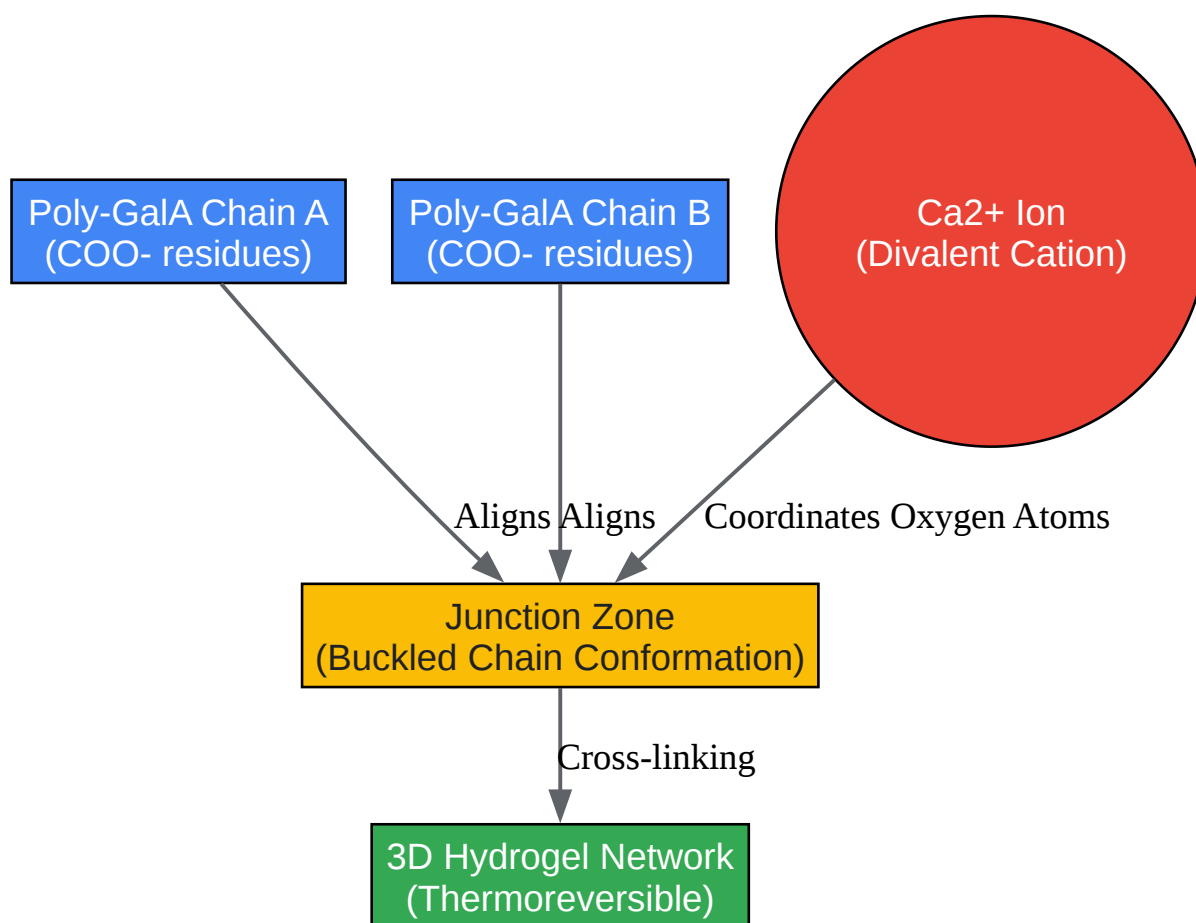 Poly-GalA Chain A
(COO- residues)
Poly-GalA Chain B
(COO- residues)
Ca2+ Ion
(Divalent Cation)
Aligns
Aligns
Coordinates Oxygen Atoms
Junction Zone
(Buckled Chain Conformation)
Cross-linking
3D Hydrogel Network
(Thermoreversible)